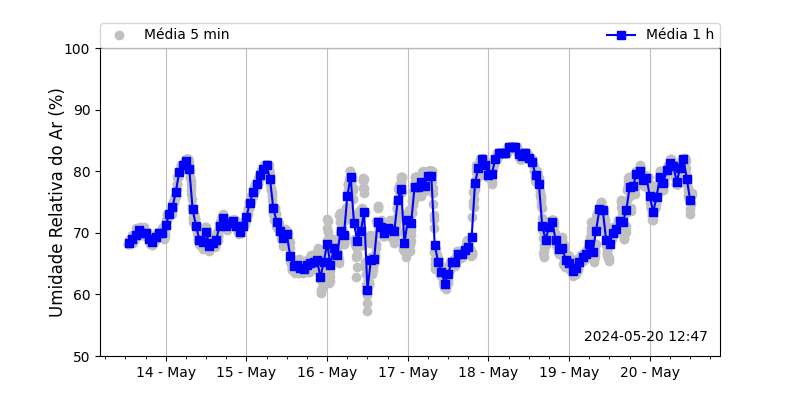 Média 5 min
Média 1 h
Umidade Relativa do Ar (%)
100
90
80
70
60
50
2024-05-20 12:47
14 - May
15 - May
16 - May
17 - May
18 - May
19 - May
20 - May